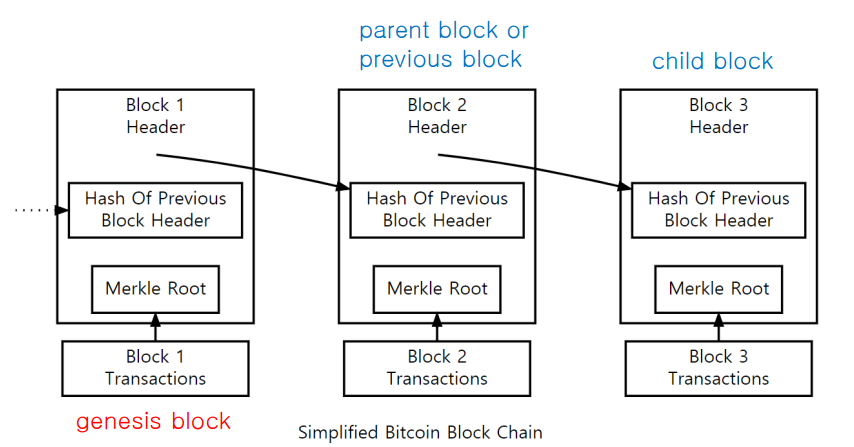 parent block or
previous block
child block
Block 1
Header
Block 2
Header
Block 3
Header
Hash Of Previous
Block Header
Hash Of Previous
Block Header
Hash Of Previous
Block Header
Merkle Root
Merkle Root
Merkle Root
Block 1
Transactions
Block 2
Transactions
Block 3
Transactions
genesis block
Simplified Bitcoin Block Chain